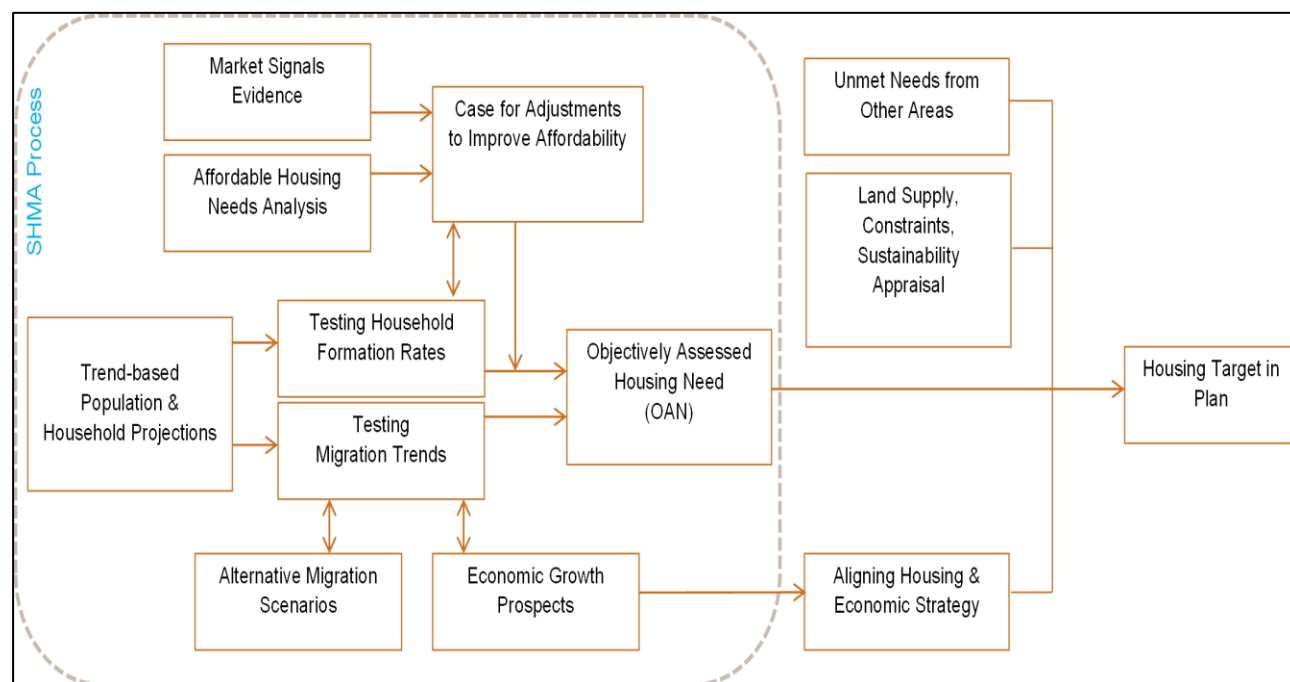 SHMA Process
Market Signals
Evidence
Affordable Housing
Needs Analysis
Case for Adjustments
to Improve Affordability
Trend-based
Population &
Household Projections
Testing Household
Formation Rates
Testing
Migration Trends
Objectively Assessed
Housing Need
(OAN)
Alternative Migration
Scenarios
Economic Growth
Prospects
Unmet Needs from
Other Areas
Land Supply,
Constraints,
Sustainability
Appraisal
Aligning Housing &
Economic Strategy
Housing Target in
Plan